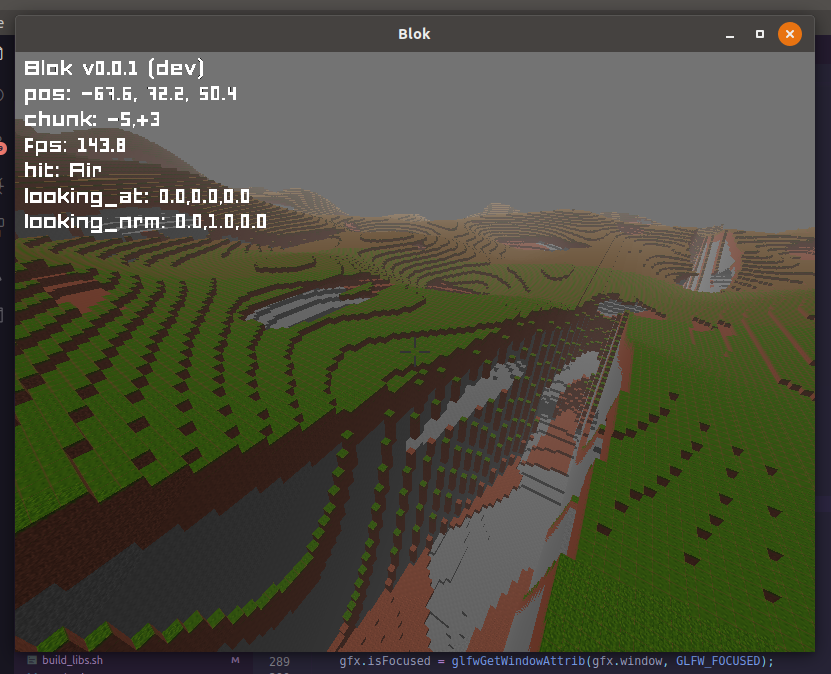 Blok
Blok v0.0.1 (dev)
pos: -67.6, 72.2, 50.4
chunk: -5,+3
fps: 143.8
hit: Air
looking_at: 0.0,0.0,0.0
looking_nrm: 0.0,1.0,0.0
build_libs.sh M
289 gfx.isFocused = glfwGetWindowAttrib(gfx.window, GLFW_FOCUSED);